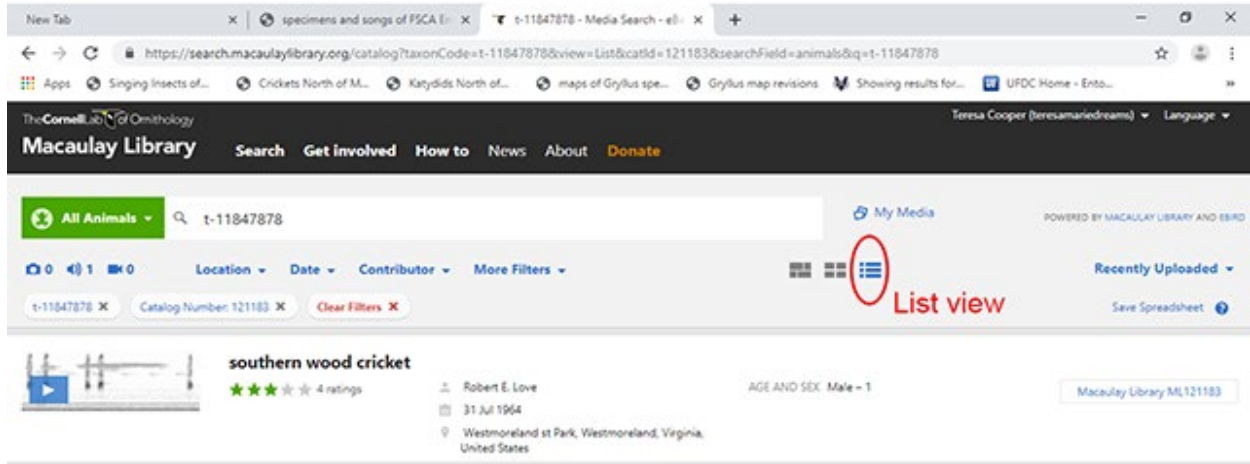 New Tab
specimens and songs of FSCA En
t-11847878 - Media Search - eB
https://search.macaulaylibrary.org/catalog?taxonCode=t-11847878&view=List&catId=121183&searchField=animals&q=t-11847878
Apps Singing Insects of... Crickets North of M... Katydids North of... maps of Gryllus spe... Gryllus map revisions Showing results for... UFDC Home - Ento... »
TheCornellLab of Ornithology
Teresa Cooper (teresamariedreams) Language
Macaulay Library Search Get involved How to News About Donate
All Animals t-11847878 My Media POWERED BY MACAULAY LIBRARY AND EBIRD
0 1 0 Location Date Contributor More Filters Recently Uploaded
List view
t-11847878 Catalog Number: 121183 Clear Filters Save Spreadsheet
southern wood cricket
4 ratings Robert E. Love AGE AND SEX Male – 1 Macaulay Library ML121183
31 Jul 1964
Westmoreland st Park, Westmoreland, Virginia,
United States